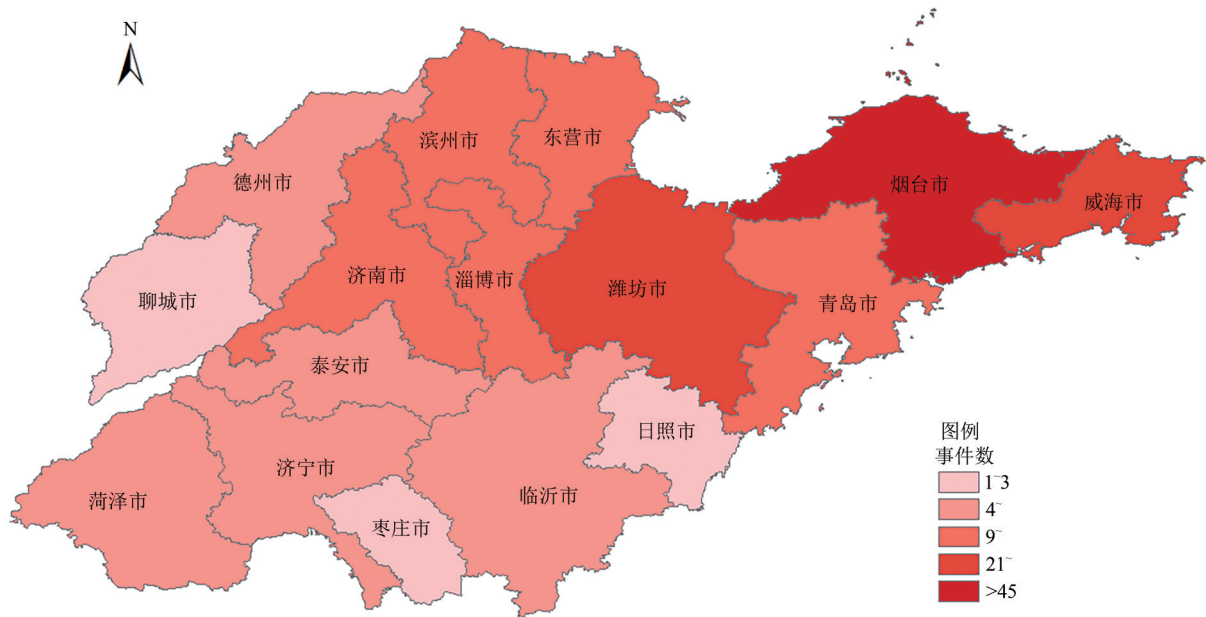 N
滨州市
东营市
德州市
烟台市
威海市
济南市
淄博市
潍坊市
聊城市
青岛市
泰安市
日照市
济宁市
菏泽市
临沂市
枣庄市
图例
事件数
1~3
4~
9~
21~
>45